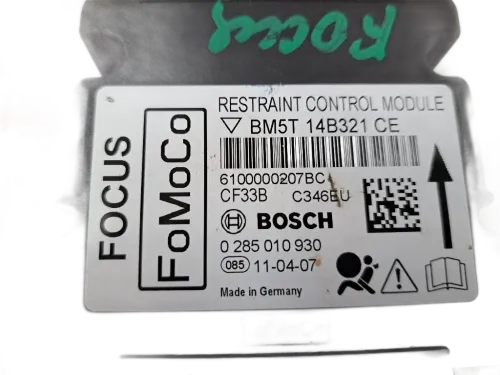 Focus
FOCUS
FoMoCo
RESTRAINT CONTROL MODULE
BM5T 14B321 CE
6100000207BC
CF33B C346EU
BOSCH
0 285 010 930
085 11-04-07
Made in Germany